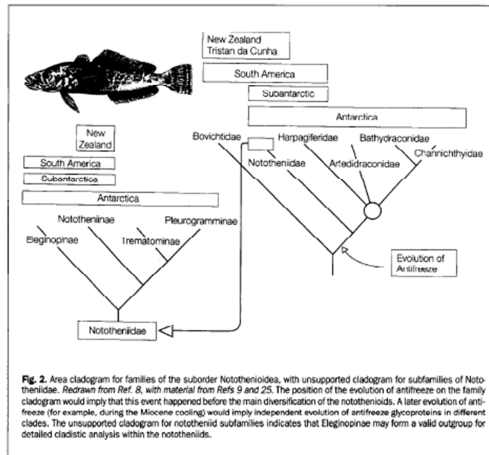 New Zealand
Tristan da Cunha
South America
Subantarctic
Antarctica
Bovichtidae
Harpagiferidae
Bathydraconidae
Channichthyidae
Nototheniidae
Artedidraconidae
Evolution of
Antifreeze
New
Zealand
South America
Subantarctica
Antarctica
Nototheniinae
Pleurogramminae
Eleginopinae
Trematominae
Nototheniidae
Fig. 2. Area cladogram for families of the suborder Notothenioidea, with unsupported cladogram for subfamilies of Noto-
theniidae. Redrawn from Ref. 8, with material from Refs 9 and 25. The position of the evolution of antifreeze on the family
cladogram would imply that this event happened before the main diversification of the notothenioids. A later evolution of anti-
freeze (for example, during the Miocene cooling) would imply independent evolution of antifreeze glycoproteins in different
clades. The unsupported cladogram for notothenid subfamilies indicates that Eleginopinae may form a valid outgroup for
detailed cladistic analysis within the notothenids.